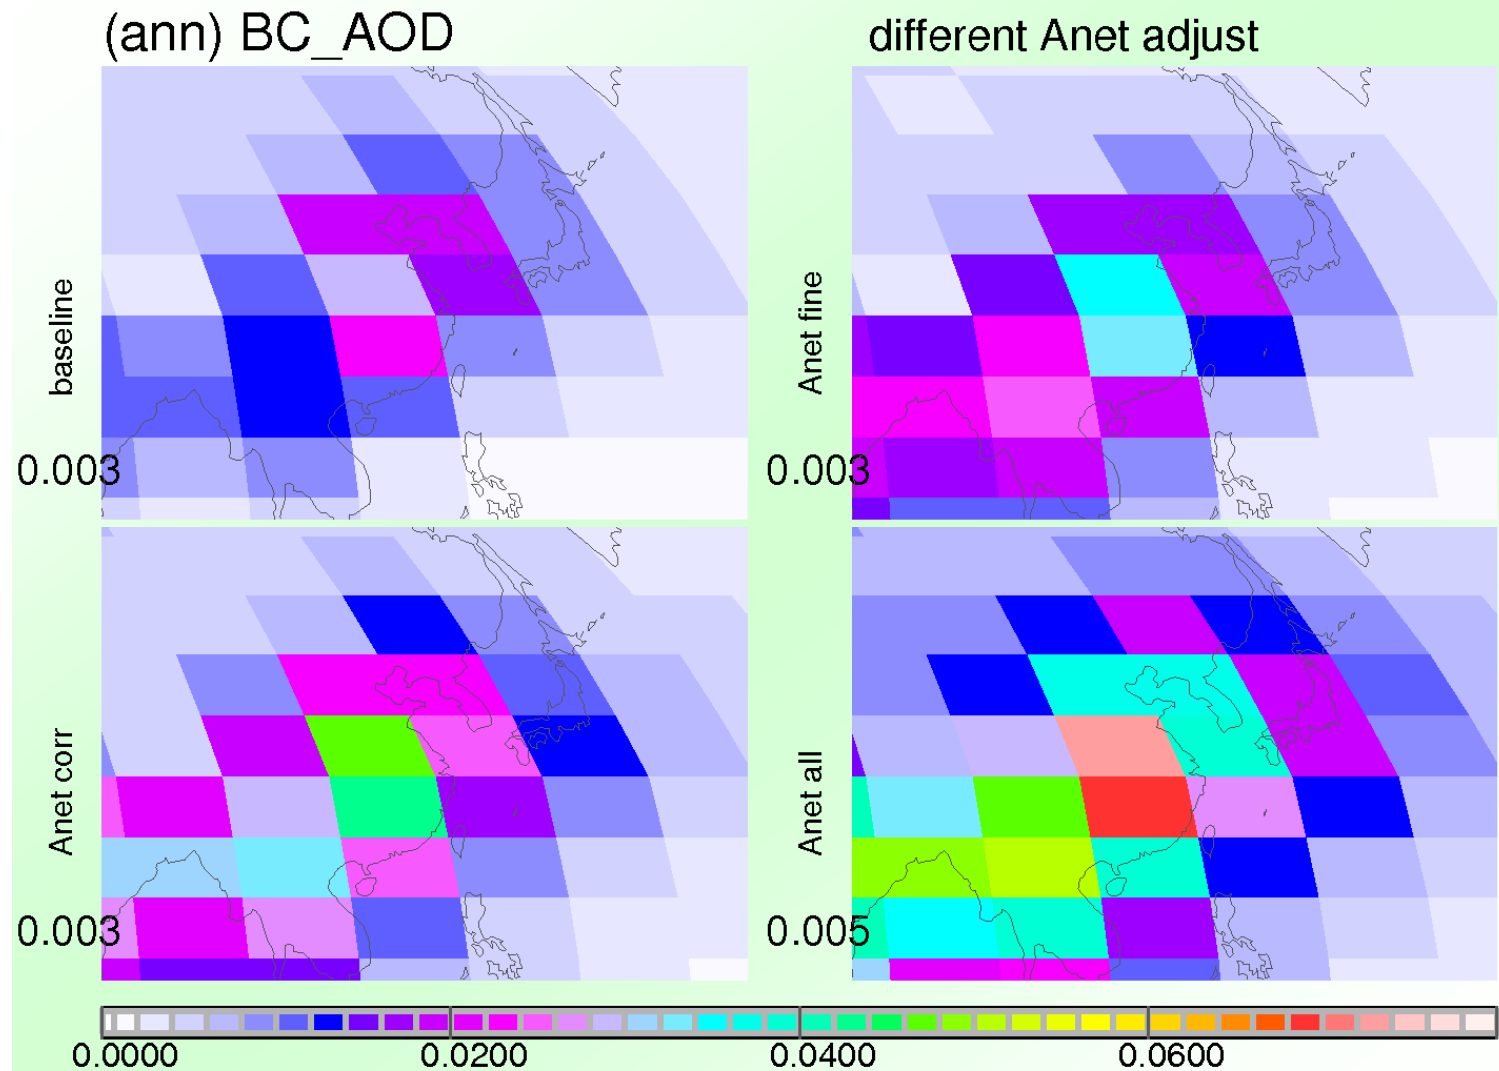 (ann) BC_AOD
different Anet adjust
baseline
0.003
Anet fine
0.003
Anet corr
0.003
Anet all
0.005
0.0000 0.0200 0.0400 0.0600